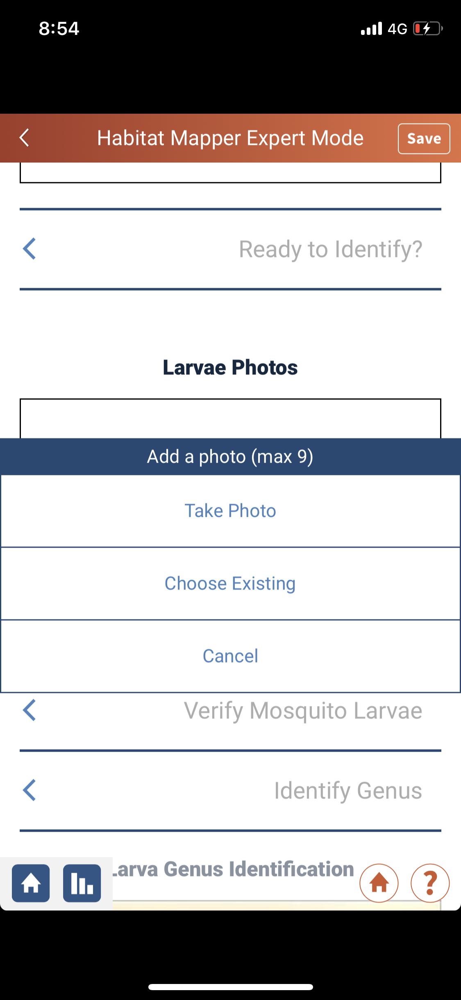 8:54
4G
Habitat Mapper Expert Mode
Save
Ready to Identify?
Larvae Photos
Add a photo (max 9)
Take Photo
Choose Existing
Cancel
Verify Mosquito Larvae
Identify Genus
Larva Genus Identification
?